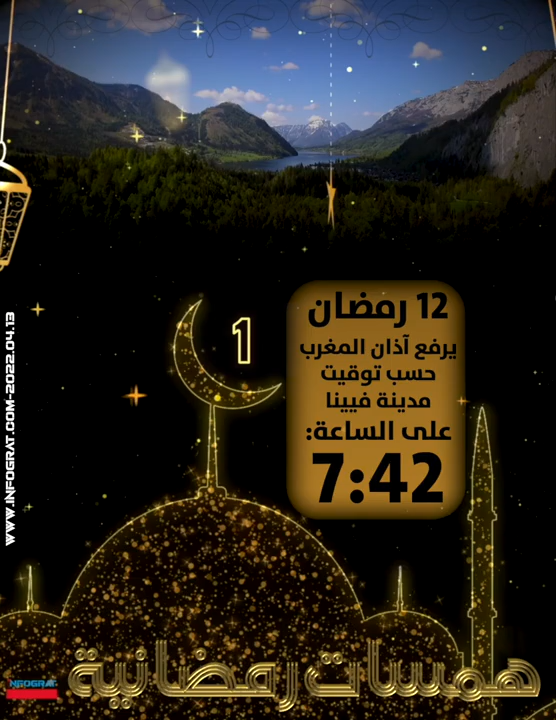 1
12 رمضان
يرفع آذان المغرب
حسب توقيت
مدينة فيينا
على الساعة:
7:42
WWW.INFOGRAT.COM-2022.04.13
همسات رمضانية
INFOGRAT